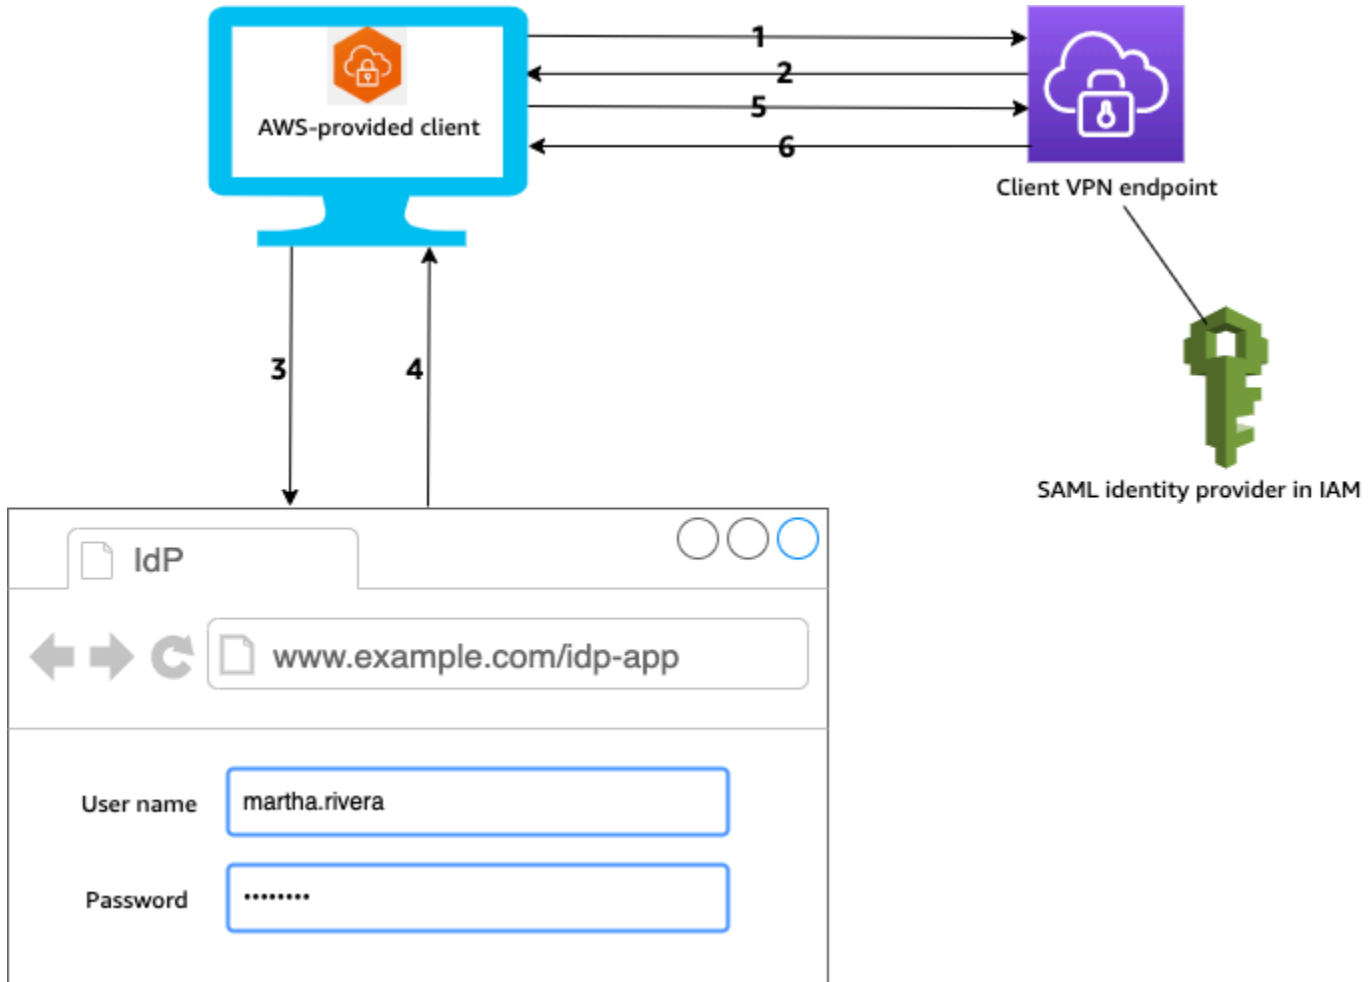 1
2
AWS-provided client
5
6
Client VPN endpoint
3
4
SAML identity provider in IAM
IdP
www.example.com/idp-app
User name
martha.rivera
Password
••••••••